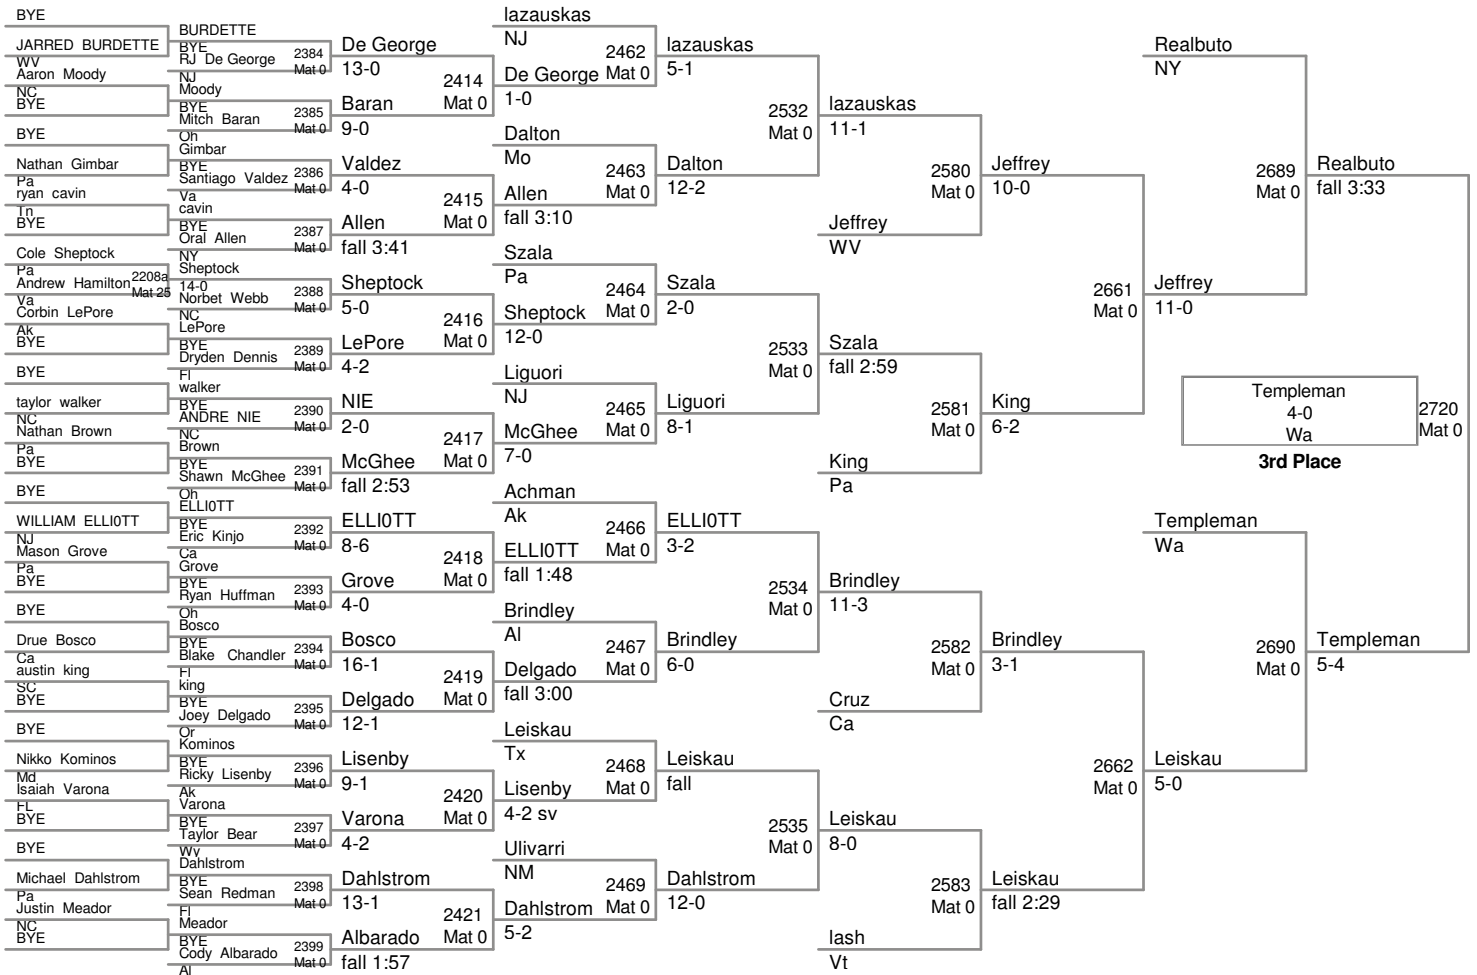 BYE
JARRED BURDETTE
WV
Aaron Moody
NC
BYE
BYE
Nathan Gimbar
Pa
ryan cavin
Tn
BYE
Cole Sheptock
Pa
Andrew Hamilton
2208a
Mat 25
Va
Corbin LePore
Ak
BYE
BYE
taylor walker
NC
Nathan Brown
Pa
BYE
BYE
WILLIAM ELLI0TT
NJ
Mason Grove
Pa
BYE
BYE
Drue Bosco
Ca
austin king
SC
BYE
BYE
Nikko Kominos
Md
Isaiah Varona
FL
BYE
BYE
Michael Dahlstrom
Pa
Justin Meador
NC
BYE
BURDETTE
BYE
RJ De George
2384
Mat 0
NJ
Moody
BYE
Mitch Baran
2385
Mat 0
Oh
Gimbar
BYE
Santiago Valdez
2386
Mat 0
Va
cavin
BYE
Oral Allen
2387
Mat 0
NY
Sheptock
14-0
Norbet Webb
2388
Mat 0
NC
LePore
BYE
Dryden Dennis
2389
Mat 0
Fl
walker
BYE
ANDRE NIE
2390
Mat 0
NC
Brown
BYE
Shawn McGhee
2391
Mat 0
Oh
ELLI0TT
BYE
Eric Kinjo
2392
Mat 0
Ca
Grove
BYE
Ryan Huffman
2393
Mat 0
Oh
Bosco
BYE
Blake Chandler
2394
Mat 0
Fl
king
BYE
Joey Delgado
2395
Mat 0
Or
Kominos
BYE
Ricky Lisenby
2396
Mat 0
Ak
Varona
BYE
Taylor Bear
2397
Mat 0
Wv
Dahlstrom
BYE
Sean Redman
2398
Mat 0
Fl
Meador
BYE
Cody Albarado
2399
Mat 0
Al
De George
13-0
2414
Mat 0
Baran
9-0
Valdez
4-0
2415
Mat 0
Allen
fall 3:41
Sheptock
5-0
2416
Mat 0
LePore
4-2
NIE
2-0
2417
Mat 0
McGhee
fall 2:53
ELLI0TT
8-6
2418
Mat 0
Grove
4-0
Bosco
16-1
2419
Mat 0
Delgado
12-1
Lisenby
9-1
2420
Mat 0
Varona
4-2
Dahlstrom
13-1
2421
Mat 0
Albarado
fall 1:57
lazauskas
NJ
2462
Mat 0
De George
1-0
Dalton
Mo
2463
Mat 0
Allen
fall 3:10
Szala
Pa
2464
Mat 0
Sheptock
12-0
Liguori
NJ
2465
Mat 0
McGhee
7-0
Achman
Ak
2466
Mat 0
ELLI0TT
fall 1:48
Brindley
Al
2467
Mat 0
Delgado
fall 3:00
Leiskau
Tx
2468
Mat 0
Lisenby
4-2 sv
Ulivarri
NM
2469
Mat 0
Dahlstrom
5-2
lazauskas
5-1
2532
Mat 0
Dalton
12-2
Szala
2-0
2533
Mat 0
Liguori
8-1
ELLI0TT
3-2
2534
Mat 0
Brindley
6-0
Leiskau
fall
2535
Mat 0
Dahlstrom
12-0
lazauskas
11-1
2580
Mat 0
Jeffrey
WV
Szala
fall 2:59
2581
Mat 0
King
Pa
Brindley
11-3
2582
Mat 0
Cruz
Ca
Leiskau
8-0
2583
Mat 0
lash
Vt
Jeffrey
10-0
2661
Mat 0
King
6-2
Brindley
3-1
2662
Mat 0
Leiskau
fall 2:29
Realbuto
NY
2689
Mat 0
Jeffrey
11-0
Templeman
Wa
2690
Mat 0
Leiskau
5-0
Realbuto
fall 3:33
Templeman
4-0
Wa
2720
Mat 0
3rd Place
Templeman
5-4